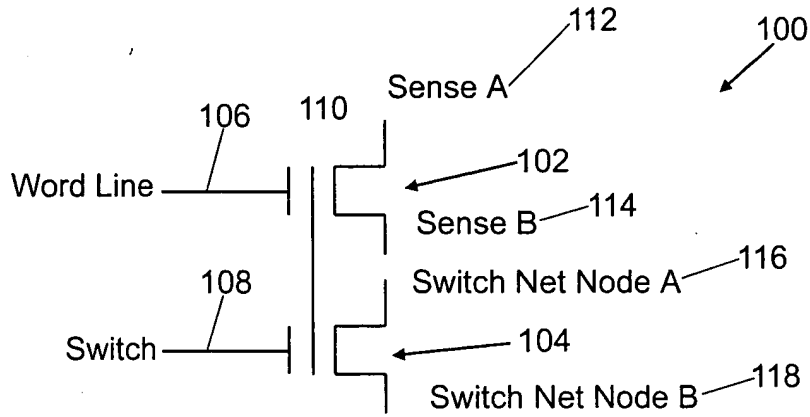 112
100
Sense A
106
110
Word Line
102
Sense B
114
Switch Net Node A
116
108
Switch
104
Switch Net Node B
118